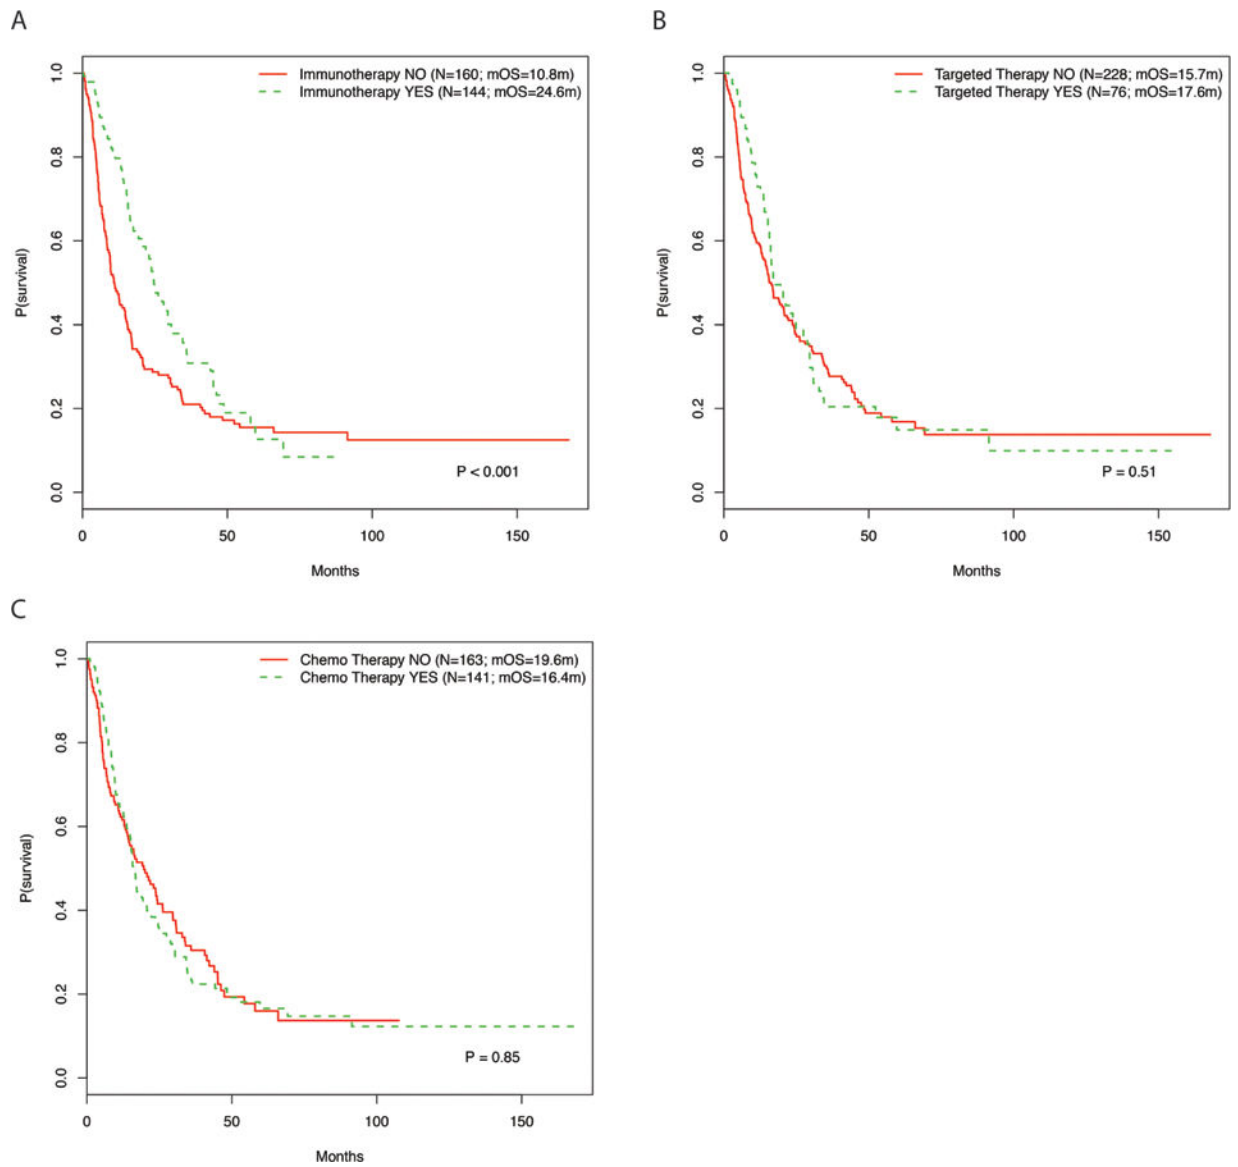 A
Immunotherapy NO (N=160; mOS=10.8m)
Immunotherapy YES (N=144; mOS=24.6m)
P(survival)
1.0
0.8
0.6
0.4
0.2
0.0
P < 0.001
0 50 100 150
Months
B
Targeted Therapy NO (N=228; mOS=15.7m)
Targeted Therapy YES (N=76; mOS=17.6m)
P(survival)
1.0
0.8
0.6
0.4
0.2
0.0
P = 0.51
0 50 100 150
Months
C
Chemo Therapy NO (N=163; mOS=19.6m)
Chemo Therapy YES (N=141; mOS=16.4m)
P(survival)
1.0
0.8
0.6
0.4
0.2
0.0
P = 0.85
0 50 100 150
Months